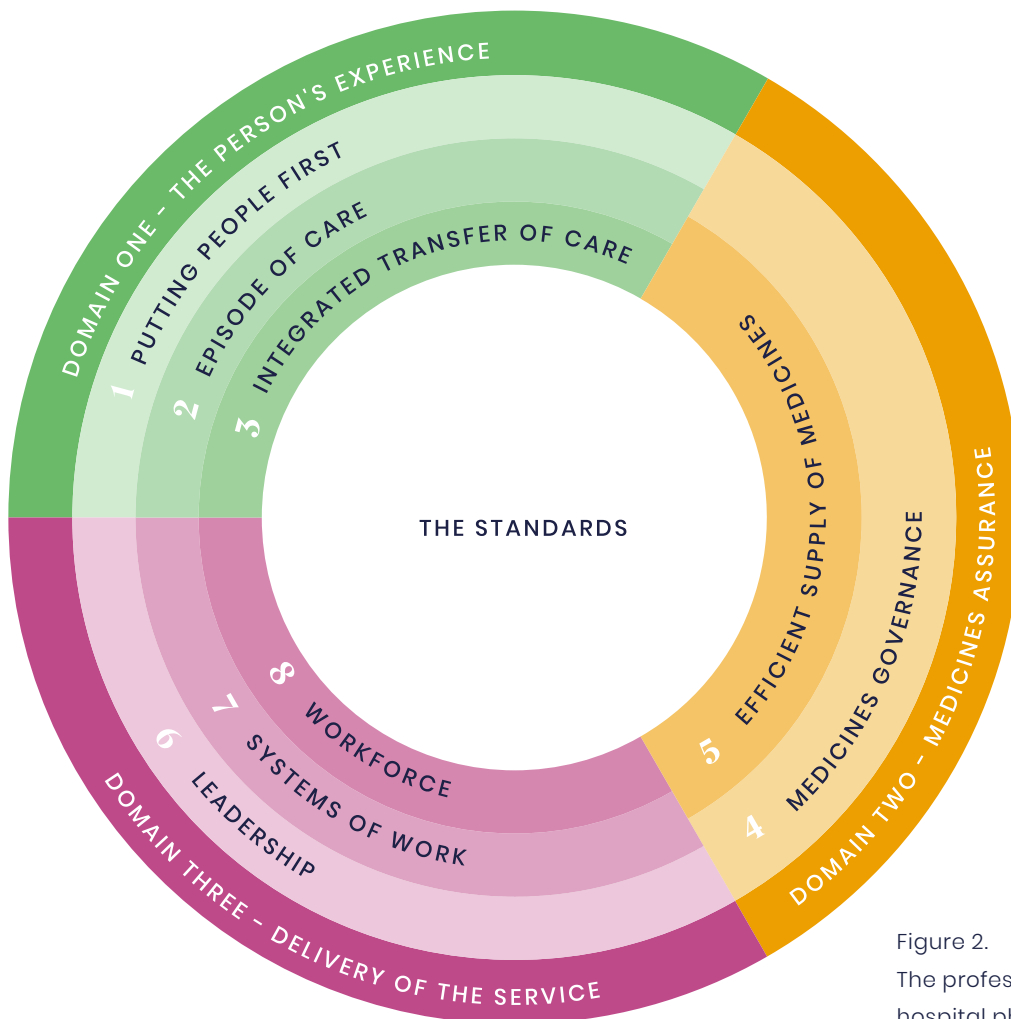 DOMAIN ONE - THE PERSON'S EXPERIENCE
1 PUTTING PEOPLE FIRST
2 EPISODE OF CARE
3 INTEGRATED TRANSFER OF CARE
THE STANDARDS
EFFICIENT SUPPLY OF MEDICINES 5
MEDICINES GOVERNANCE 4
DOMAIN TWO - MEDICINES ASSURANCE
8 WORKFORCE
7 SYSTEMS OF WORK
6 LEADERSHIP
DOMAIN THREE - DELIVERY OF THE SERVICE
Figure 2.
The
hospital